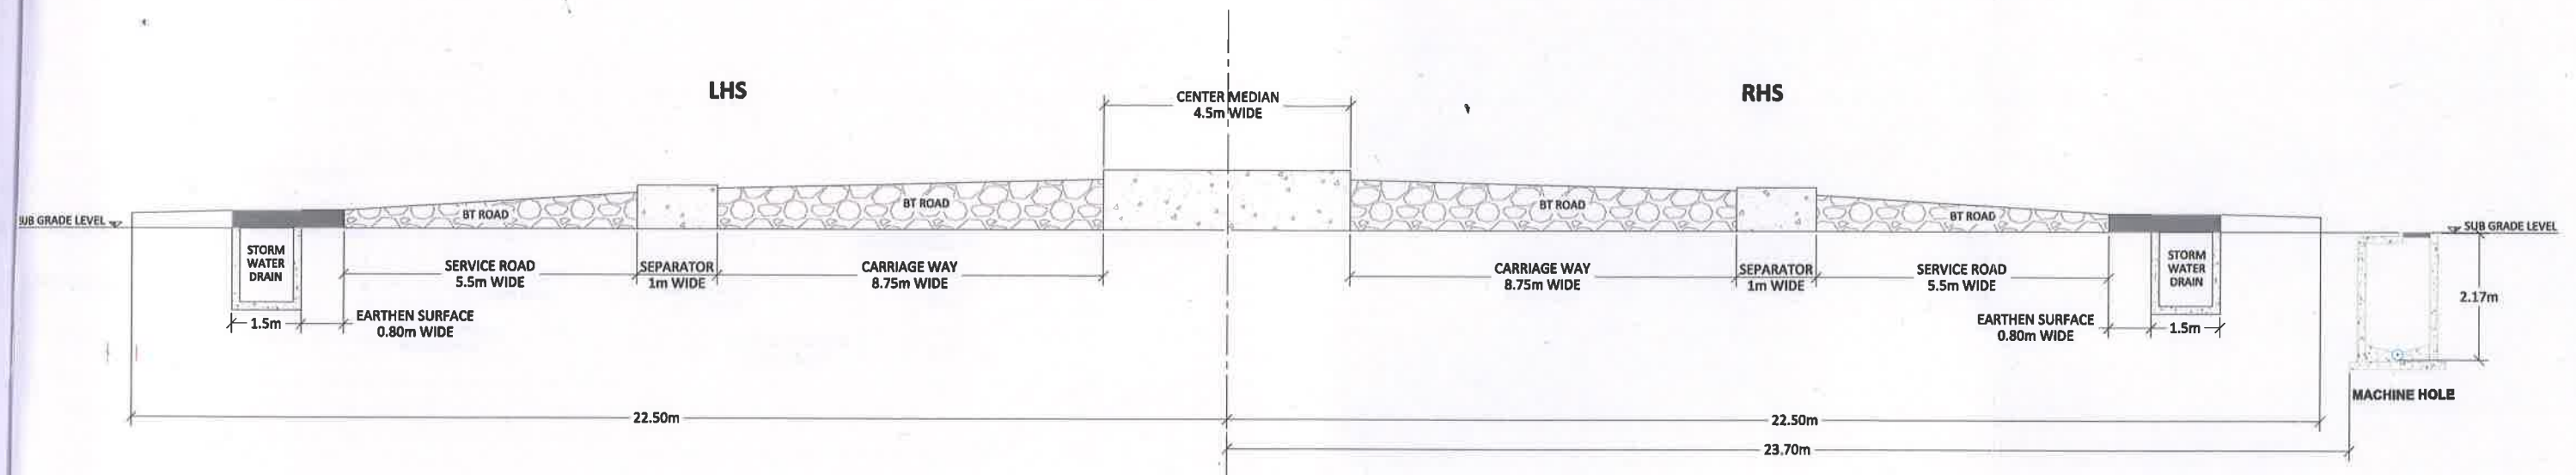 LHS
RHS
CENTER MEDIAN
4.5m WIDE
SUB GRADE LEVEL
BT ROAD
BT ROAD
BT ROAD
BT ROAD
SUB GRADE LEVEL
STORM
WATER
DRAIN
SERVICE ROAD
5.5m WIDE
SEPARATOR
1m WIDE
CARRIAGE WAY
8.75m WIDE
CARRIAGE WAY
8.75m WIDE
SEPARATOR
1m WIDE
SERVICE ROAD
5.5m WIDE
STORM
WATER
DRAIN
2.17m
1.5m
EARTHEN SURFACE
0.80m WIDE
EARTHEN SURFACE
0.80m WIDE
1.5m
MACHINE HOLE
22.50m
22.50m
23.70m